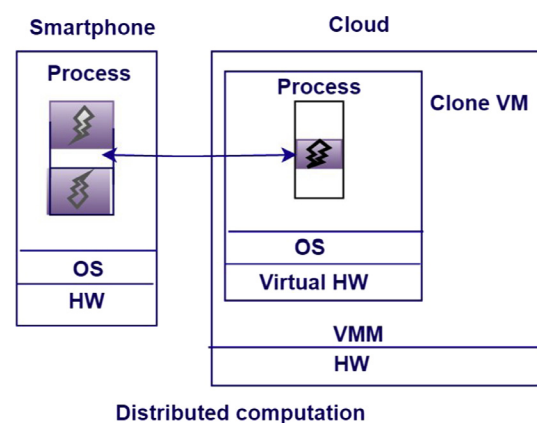 Smartphone
Cloud
Process
Process
Clone VM
OS
HW
OS
Virtual HW
VMM
HW
Distributed computation